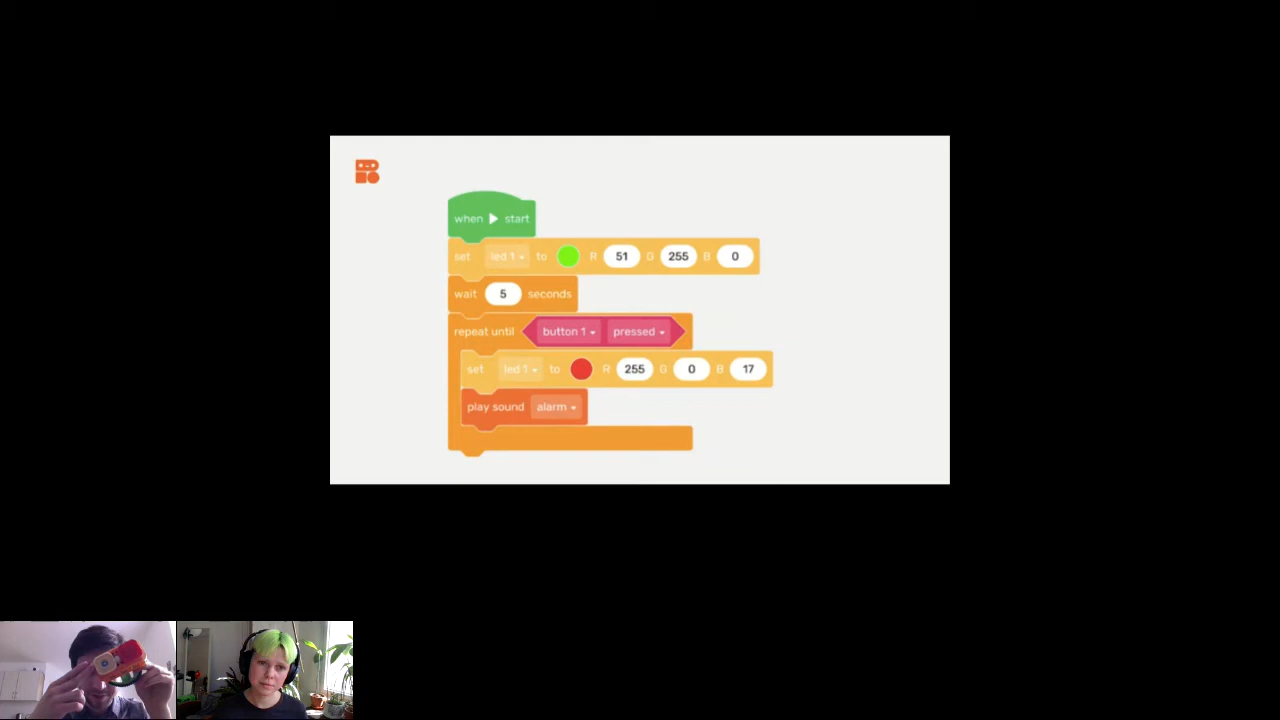 when start
set led 1 to R 51 G 255 B 0
wait 5 seconds
repeat until button 1 pressed
set led 1 to R 255 G 0 B 17
play sound alarm